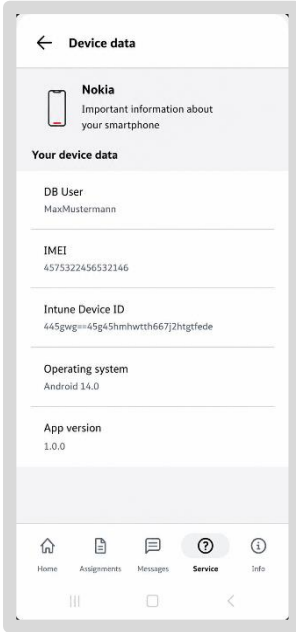 Device data
Nokia
Important information about
your smartphone
Your device data
DB User
MaxMustermann
IMEI
4575322456532146
Intune Device ID
445gwg==45g45hmhwtth667j2htgtfede
Operating system
Android 14.0
App version
1.0.0
Home Assignments Messages Service Info